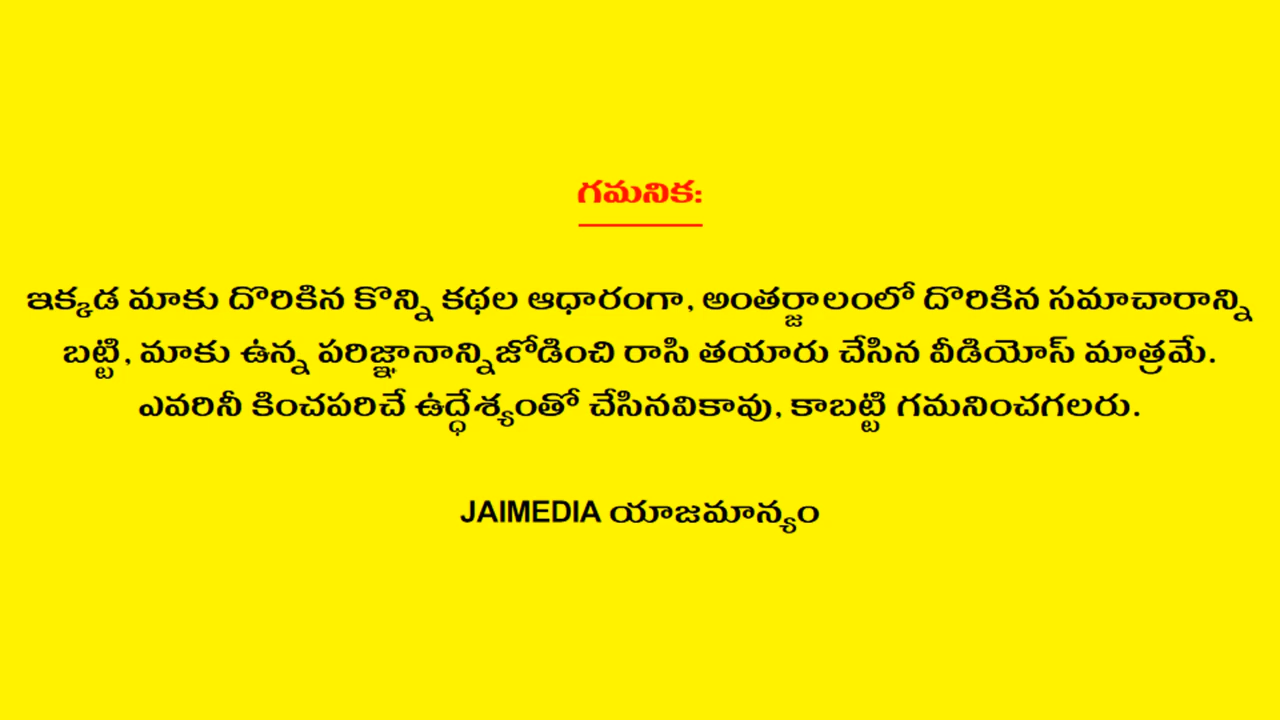 గమనిక:
ఇక్కడ మాకు దొరికిన కొన్ని కథల ఆధారంగా, అంతర్జాలంలో దొరికిన సమాచారాన్ని
బట్టి, మాకు ఉన్న పరిజ్ఞానాన్నిజోడించి రాసి తయారు చేసిన వీడియోస్ మాత్రమే.
ఎవరినీ కించపరిచే ఉద్ధేశ్యంతో చేసినవికావు, కాబట్టి గమనించగలరు.
JAIMEDIA యాజమాన్యం